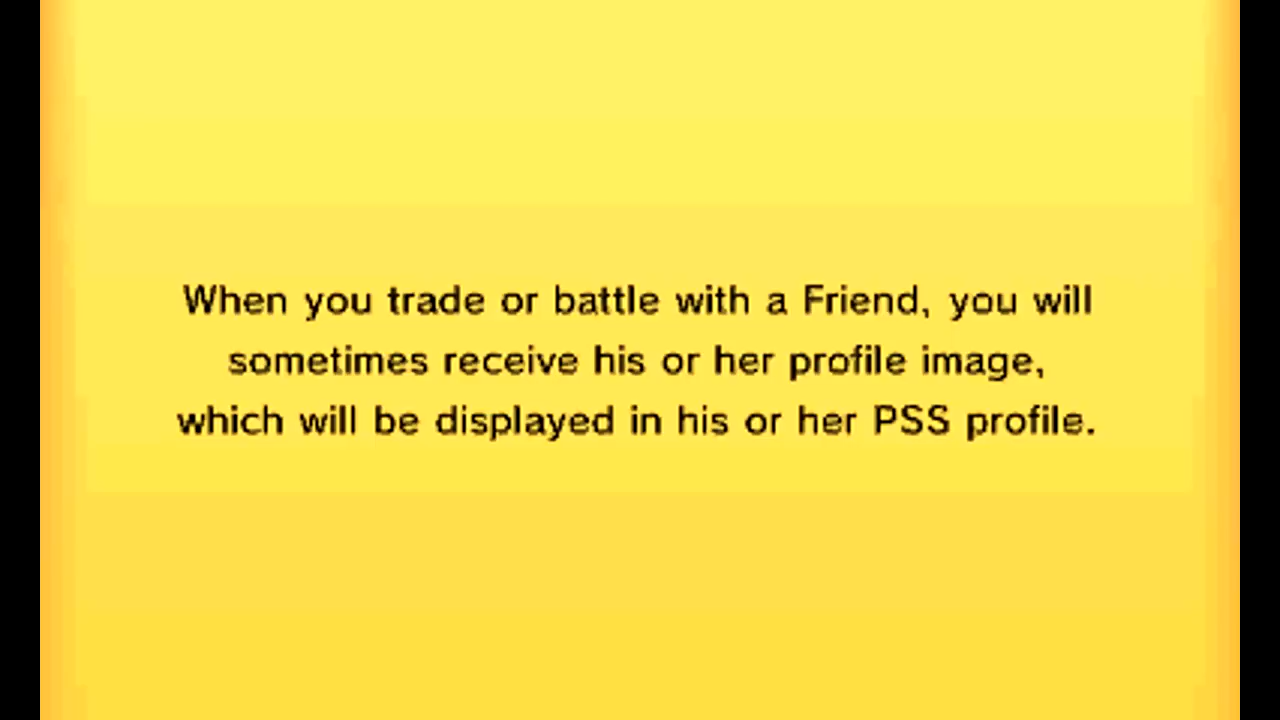 When you trade or battle with a Friend, you will
sometimes receive his or her profile image,
which will be displayed in his or her PSS profile.